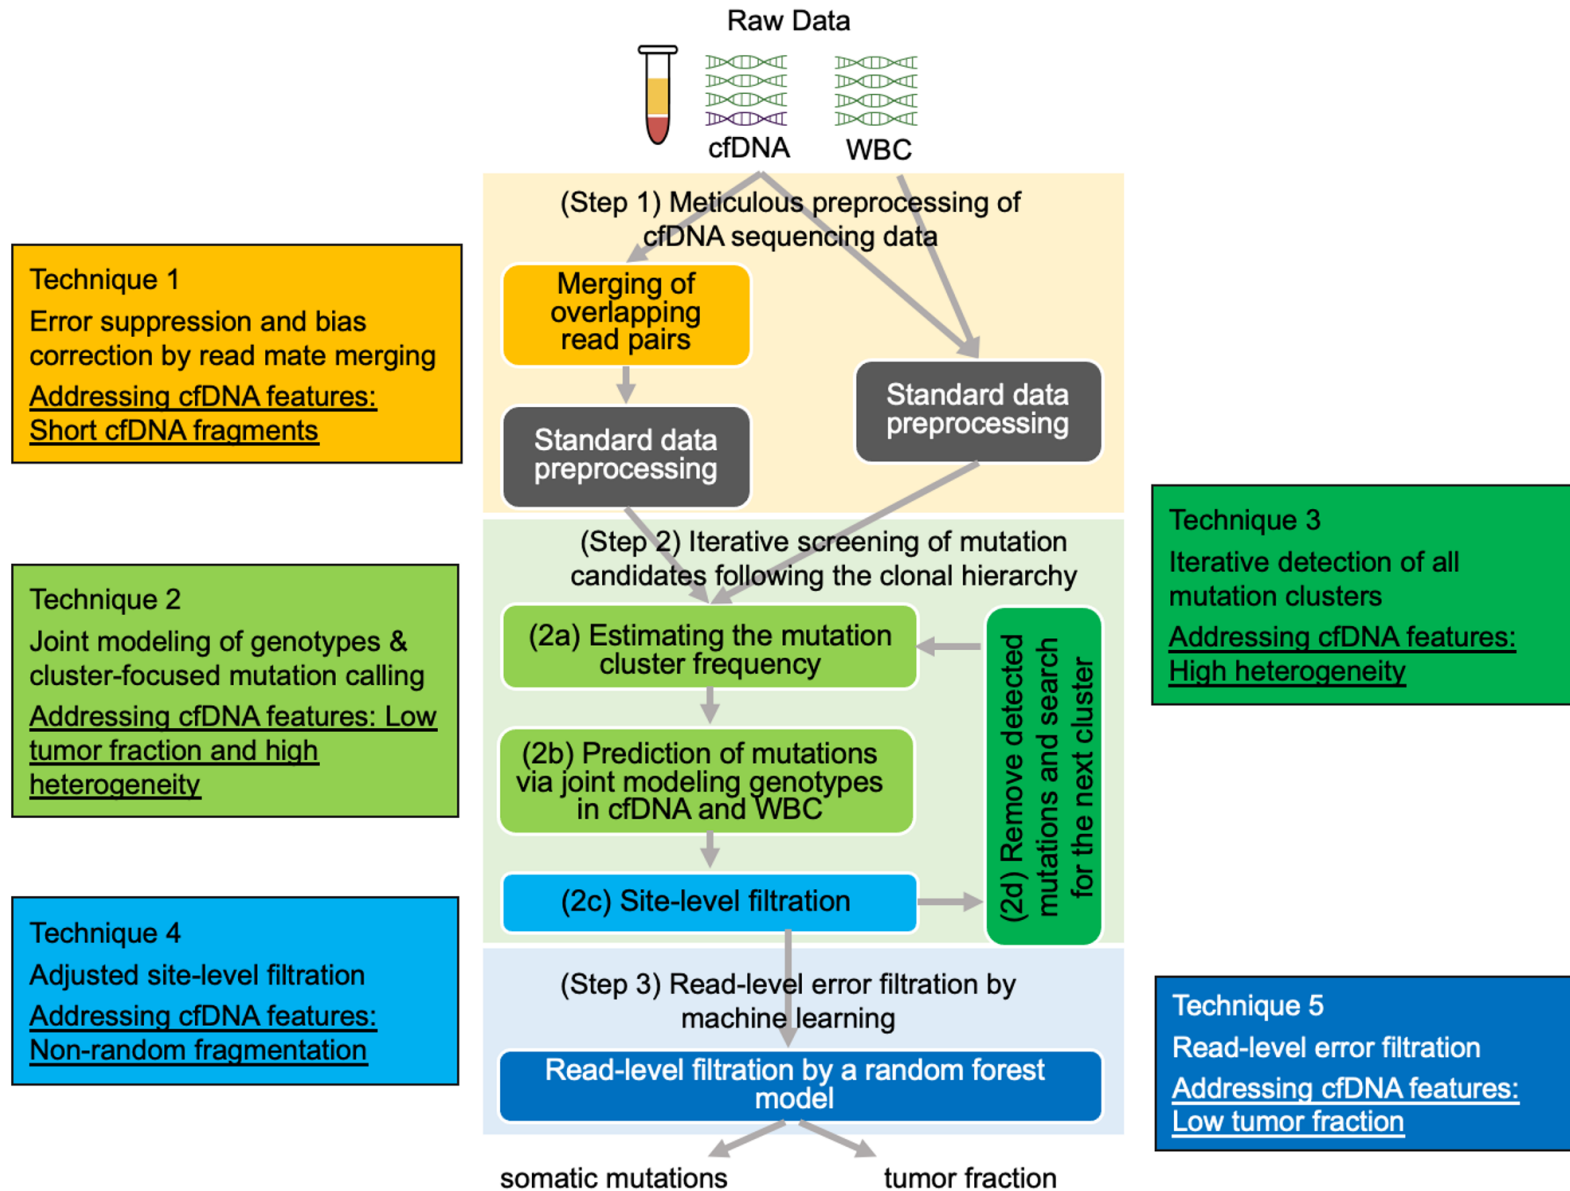 Raw Data
cfDNA
WBC
(Step 1) Meticulous preprocessing of
cfDNA sequencing data
Merging of
overlapping
read pairs
Standard data
preprocessing
Standard data
preprocessing
Technique 1
Error suppression and bias
correction by read mate merging
Addressing cfDNA features:
Short cfDNA fragments
(Step 2) Iterative screening of mutation
candidates following the clonal hierarchy
(2a) Estimating the mutation
cluster frequency
(2b) Prediction of mutations
via joint modeling genotypes
in cfDNA and WBC
(2c) Site-level filtration
(2d) Remove detected
mutations and search
for the next cluster
Technique 2
Joint modeling of genotypes &
cluster-focused mutation calling
Addressing cfDNA features: Low
tumor fraction and high
heterogeneity
Technique 3
Iterative detection of all
mutation clusters
Addressing cfDNA features:
High heterogeneity
Technique 4
Adjusted site-level filtration
Addressing cfDNA features:
Non-random fragmentation
(Step 3) Read-level error filtration by
machine learning
Read-level filtration by a random forest
model
Technique 5
Read-level error filtration
Addressing cfDNA features:
Low tumor fraction
somatic mutations
tumor fraction